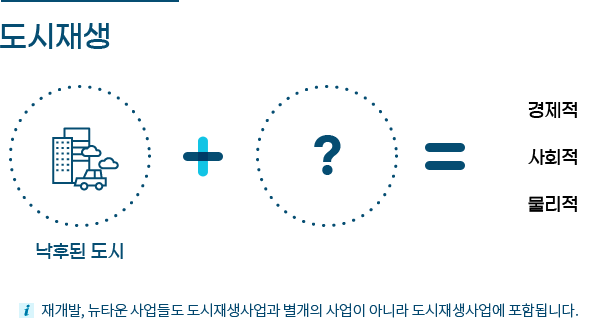 도시재생
?
경제적
사회적
물리적
낙후된 도시
i 재개발, 뉴타운 사업들도 도시재생사업과 별개의 사업이 아니라 도시재생사업에 포함됩니다.